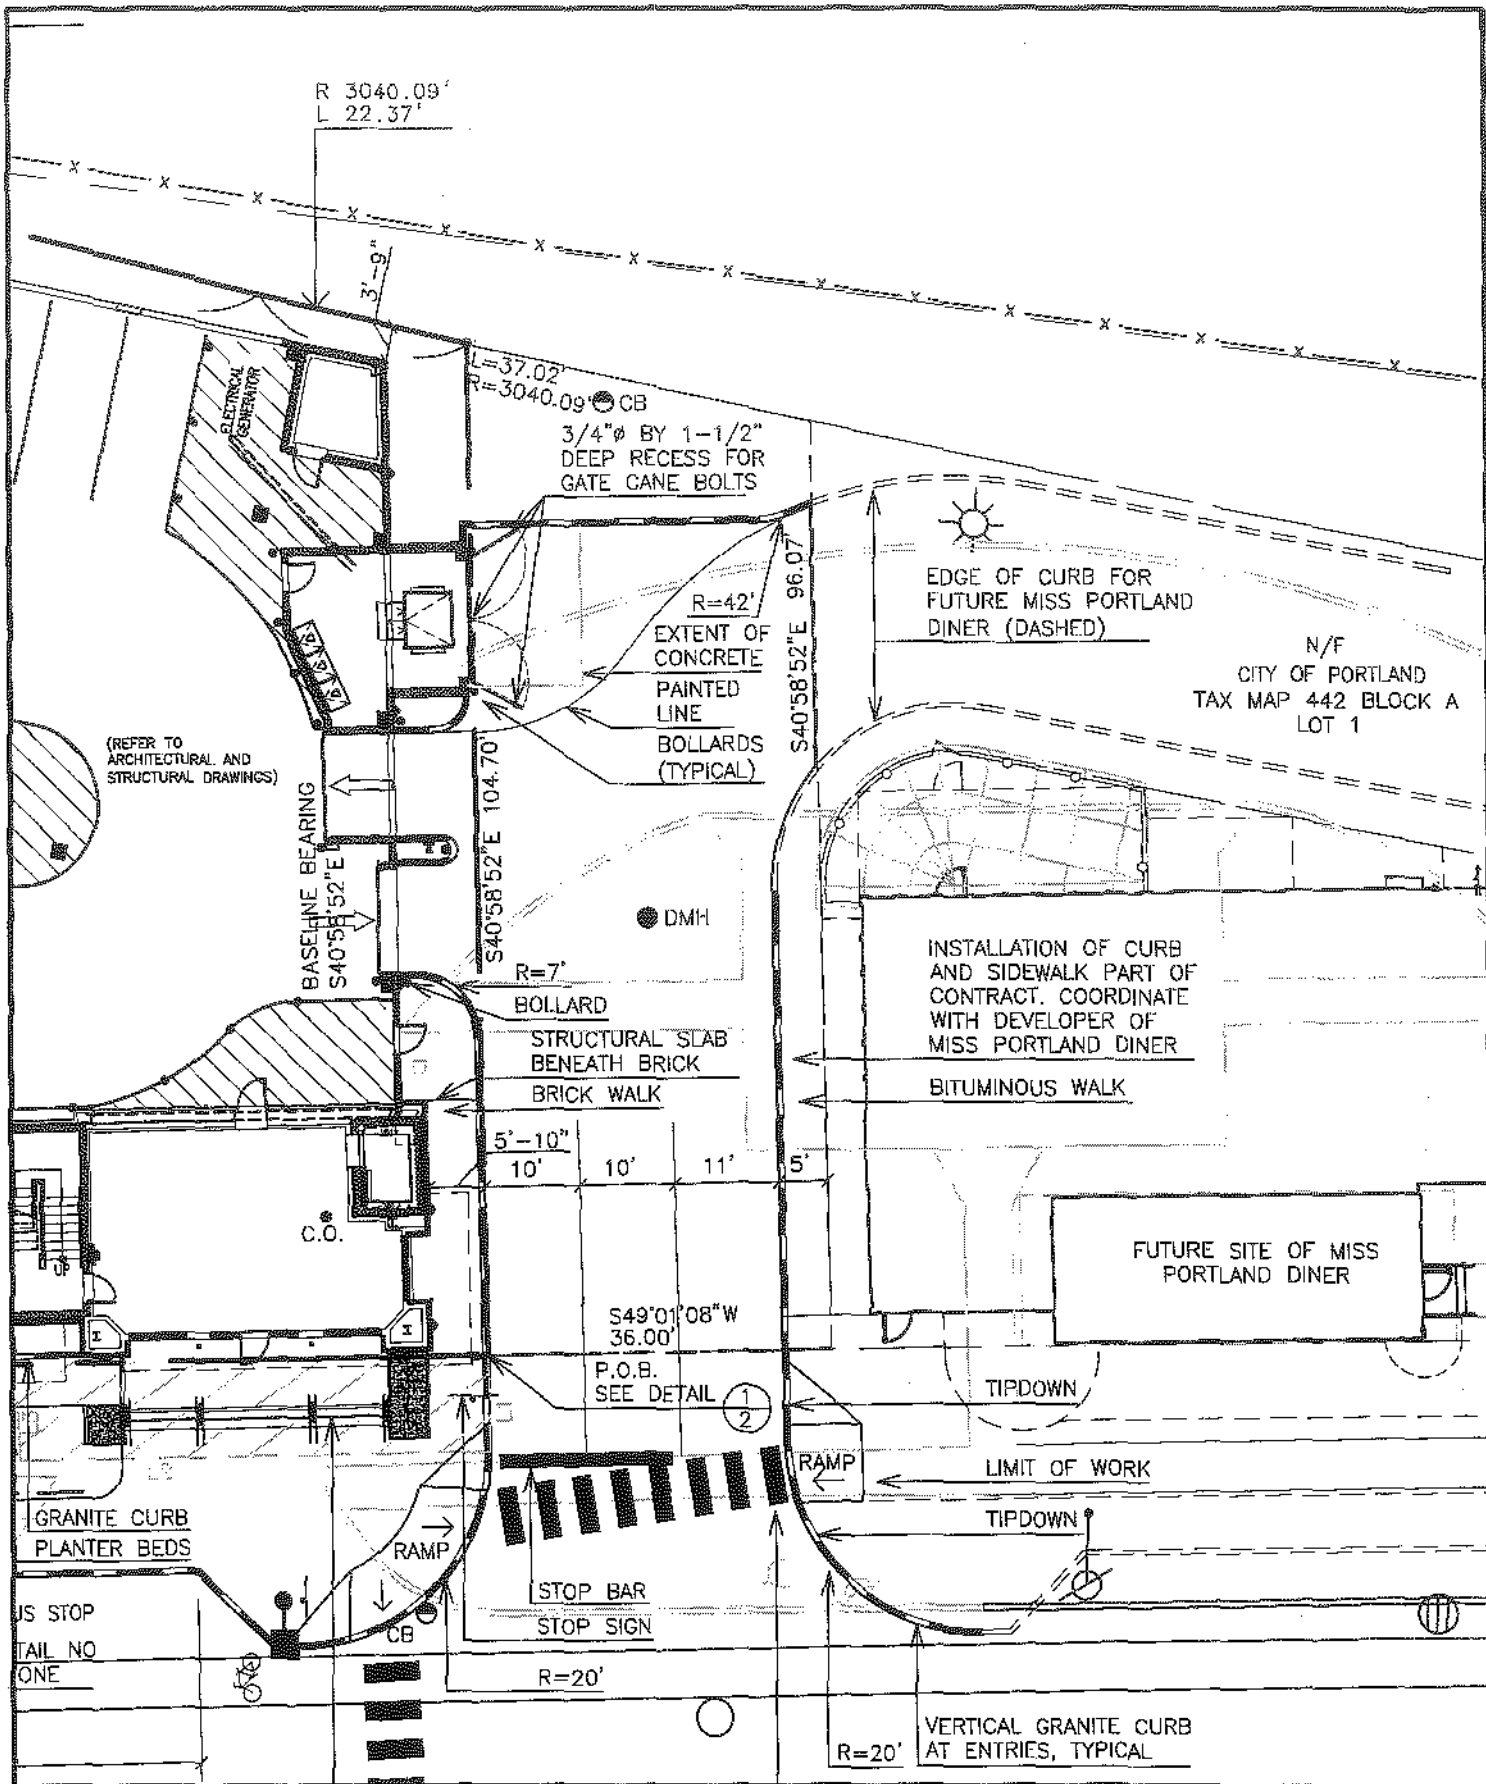 R 3040.09'
L 22.37'
3'-9"
L=37.02'
R=3040.09'
CB
ELECTRICAL
GENERATOR
3/4"ø BY 1-1/2"
DEEP RECESS FOR
GATE CANE BOLTS
R=42'
S40°58'52"E 96.07'
EDGE OF CURB FOR
FUTURE MISS PORTLAND
DINER (DASHED)
EXTENT OF
CONCRETE
N/F
CITY OF PORTLAND
TAX MAP 442 BLOCK A
LOT 1
PAINTED
LINE
BOLLARDS
(TYPICAL)
(REFER TO
ARCHITECTURAL AND
STRUCTURAL DRAWINGS)
BASELINE BEARING
S40°58'52"E
S40°58'52"E 104.70'
DMH
INSTALLATION OF CURB
AND SIDEWALK PART OF
CONTRACT. COORDINATE
WITH DEVELOPER OF
MISS PORTLAND DINER
R=7'
BOLLARD
STRUCTURAL SLAB
BENEATH BRICK
BRICK WALK
BITUMINOUS WALK
5'-10"
10'
10'
11'
5'
C.O.
UP
FUTURE SITE OF MISS
PORTLAND DINER
S49°01'08"W
36.00'
P.O.B.
SEE DETAIL
1
2
TIPDOWN
RAMP
LIMIT OF WORK
GRANITE CURB
PLANTER BEDS
TIPDOWN
RAMP
STOP BAR
STOP SIGN
US STOP
TAIL NO
ONE
CB
R=20'
VERTICAL GRANITE CURB
AT ENTRIES, TYPICAL
R=20'